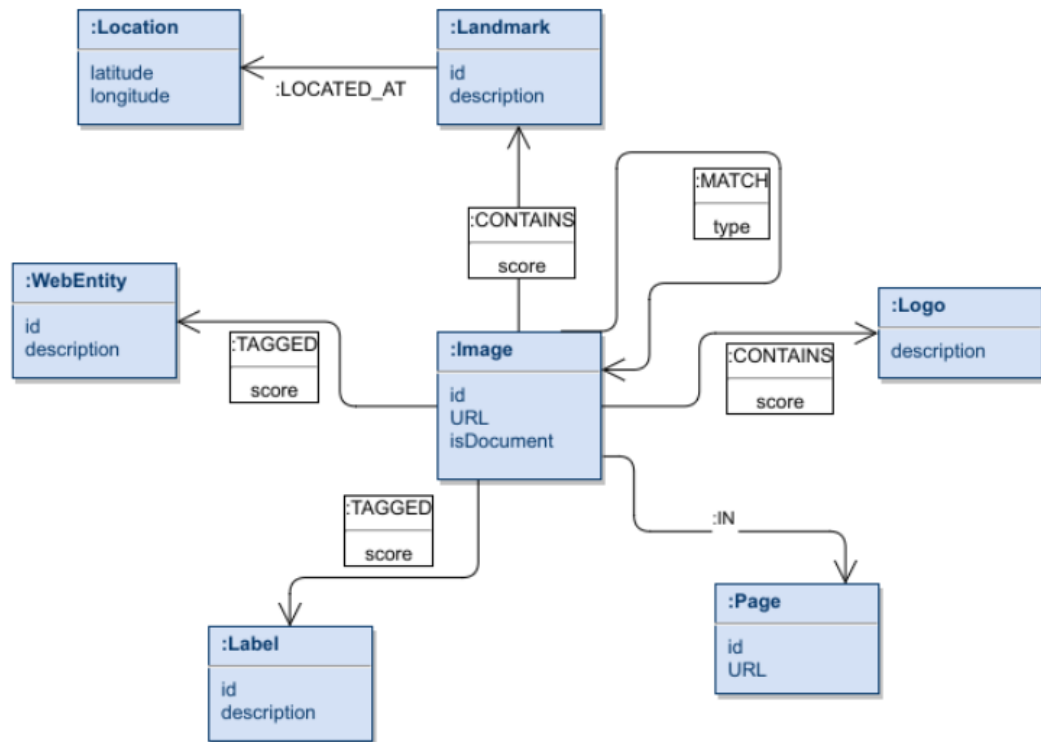 :Location
latitude
longitude
:LOCATED_AT
:Landmark
id
description
:CONTAINS
score
:MATCH
type
:WebEntity
id
description
:TAGGED
score
:Image
id
URL
isDocument
:CONTAINS
score
:Logo
description
:TAGGED
score
:IN
:Label
id
description
:Page
id
URL